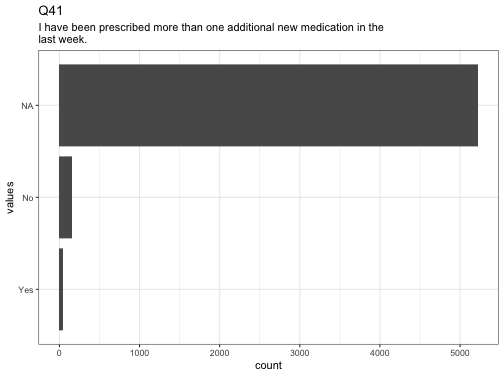 Q41
I have been prescribed more than one additional new medication in the
last week.
values
NA
No
Yes
0 1000 2000 3000 4000 5000
count